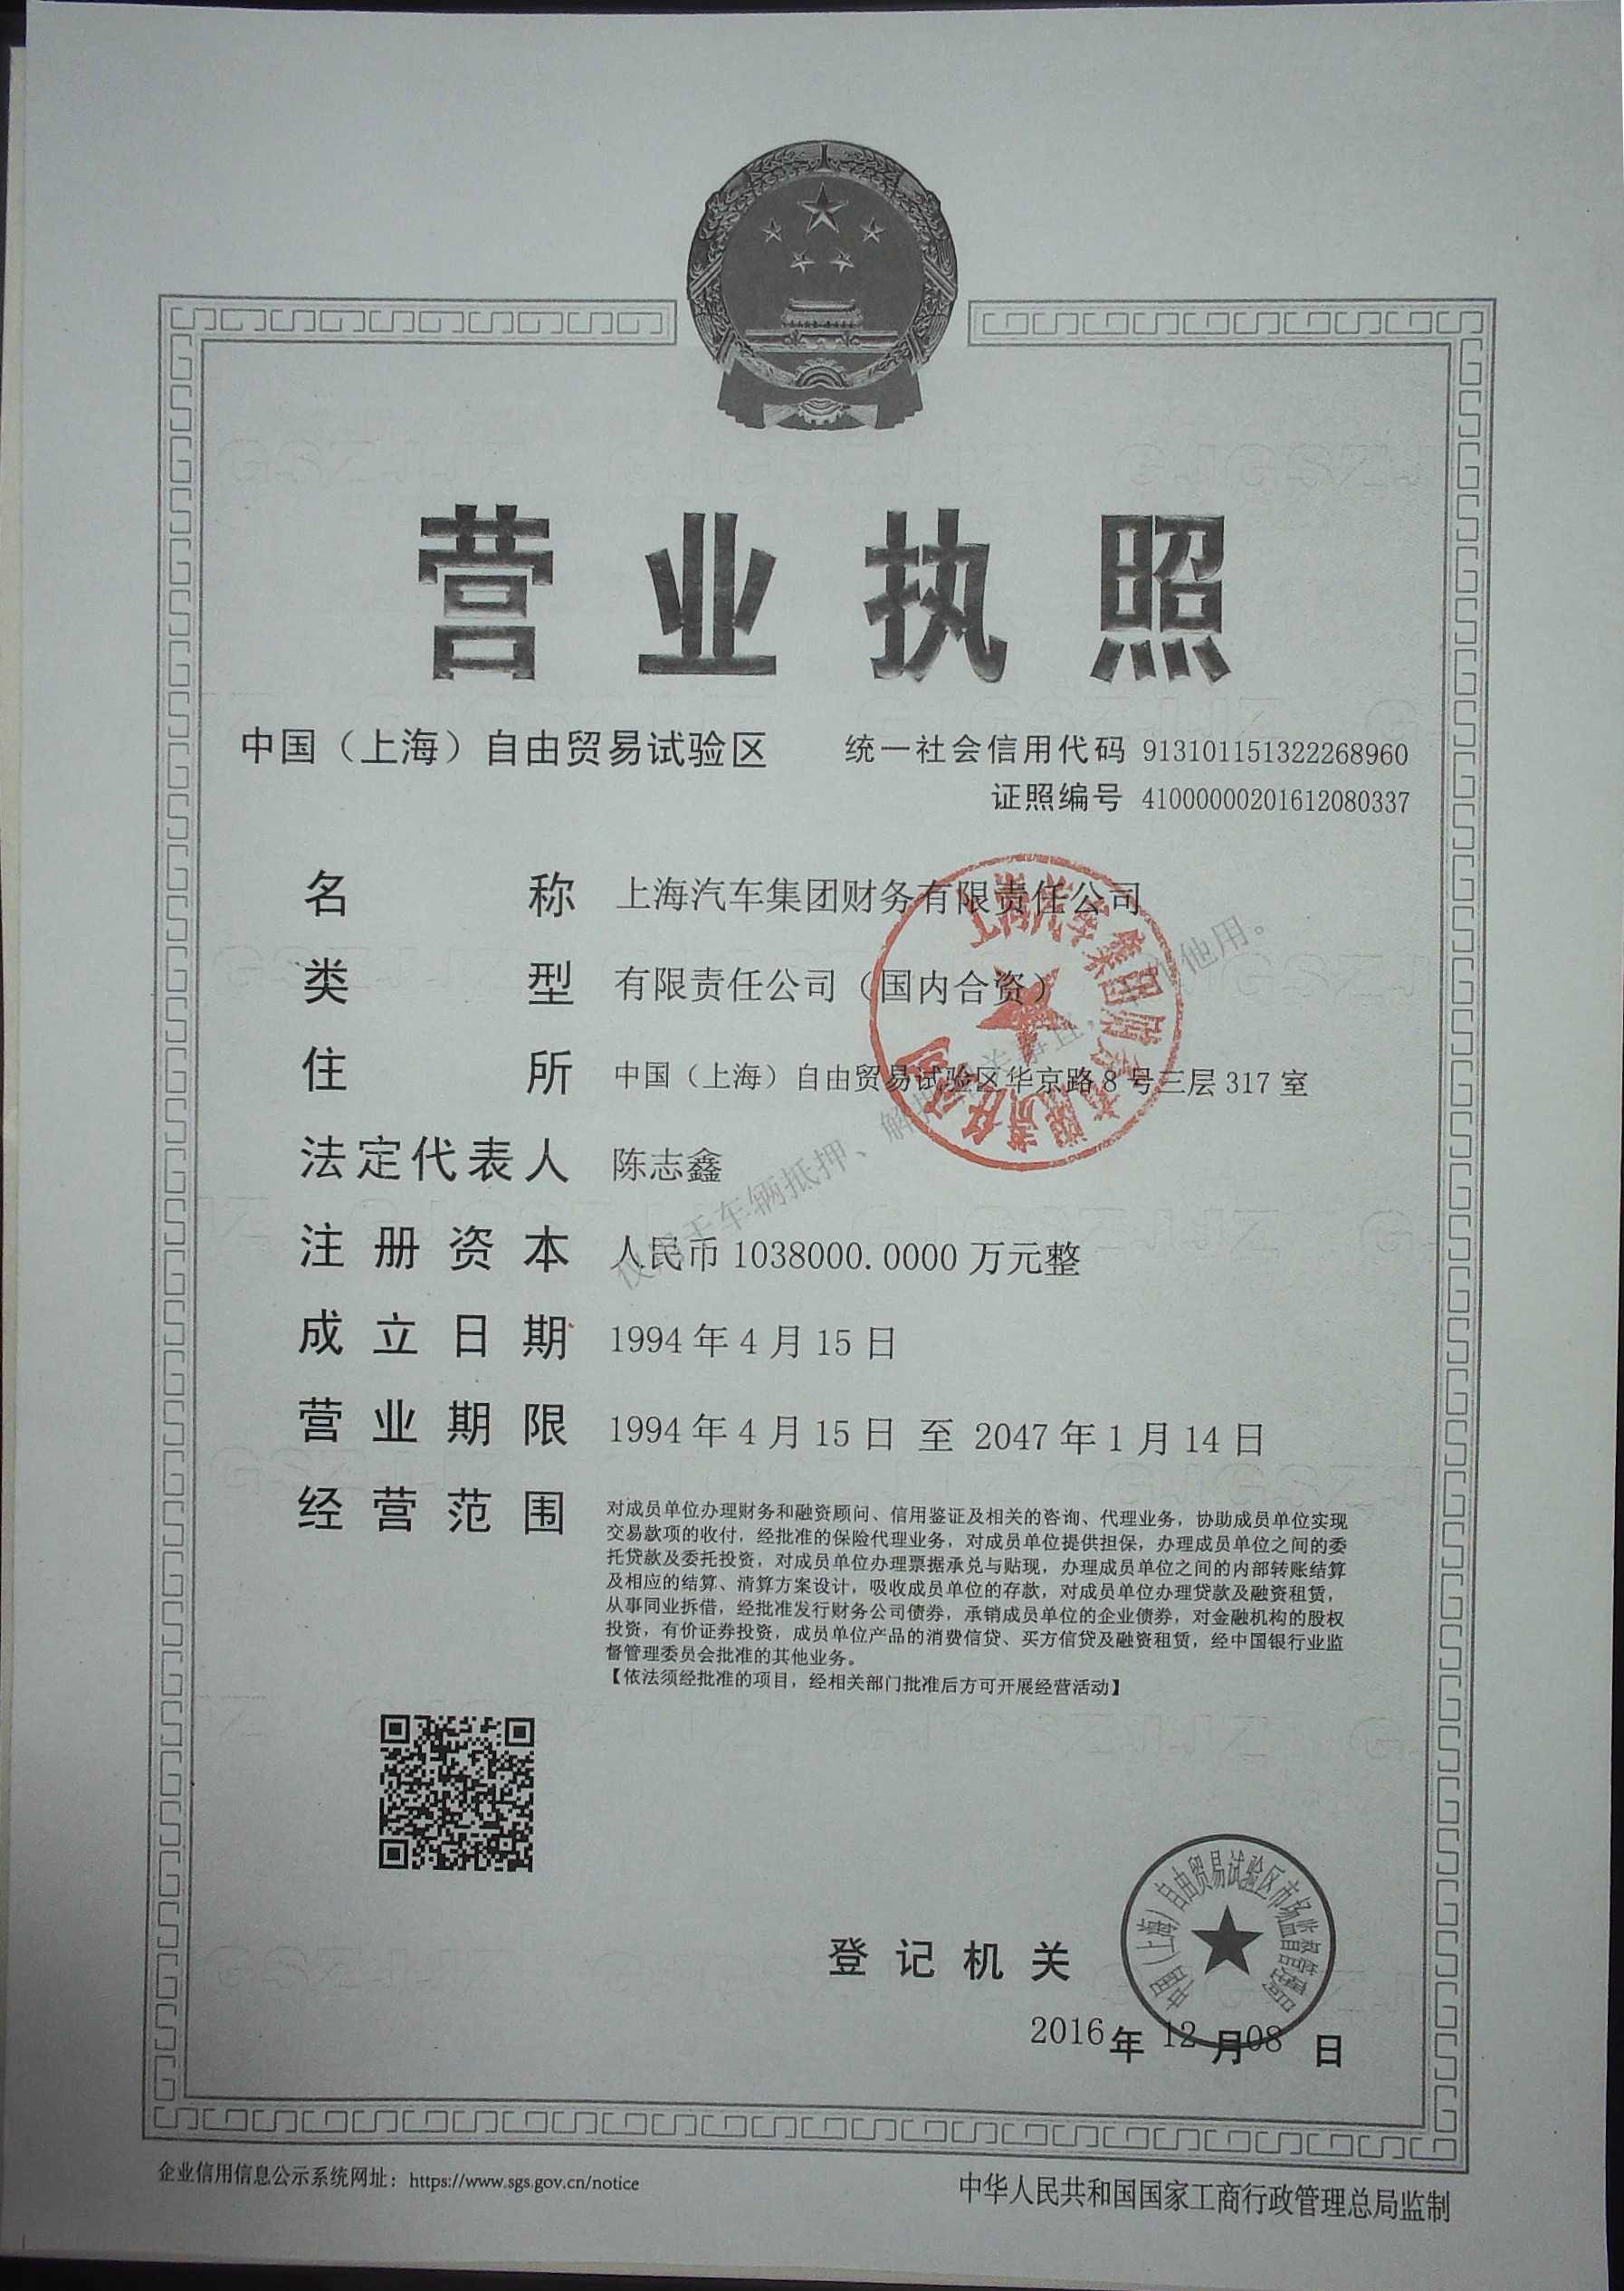 营业执照
中国（上海）自由贸易试验区
统一社会信用代码 913101151322268960
证照编号 41000000201612080337
名称 上海汽车集团财务有限责任公司
类型 有限责任公司（国内合资）
住所 中国（上海）自由贸易试验区华京路8号三层317室
法定代表人 陈志鑫
注册资本 人民币1038000.0000万元整
成立日期 1994年4月15日
营业期限 1994年4月15日 至 2047年1月14日
经营范围 对成员单位办理财务和融资顾问、信用鉴证及相关的咨询、代理业务，协助成员单位实现
交易款项的收付，经批准的保险代理业务，对成员单位提供担保，办理成员单位之间的委
托贷款及委托投资，对成员单位办理票据承兑与贴现，办理成员单位之间的内部转账结算
及相应的结算、清算方案设计，吸收成员单位的存款，对成员单位办理贷款及融资租赁，
从事同业拆借，经批准发行财务公司债券，承销成员单位的企业债券，对金融机构的股权
投资，有价证券投资，成员单位产品的消费信贷、买方信贷及融资租赁，经中国银行业监
督管理委员会批准的其他业务。
【依法须经批准的项目，经相关部门批准后方可开展经营活动】
上海汽车集团财务有限责任公司
仅用于车辆抵押、解
他用。
登记机关
中国（上海）自由贸易试验区市场监督管理局
2016年12月08日
企业信用信息公示系统网址：https://www.sgs.gov.cn/notice
中华人民共和国国家工商行政管理总局监制